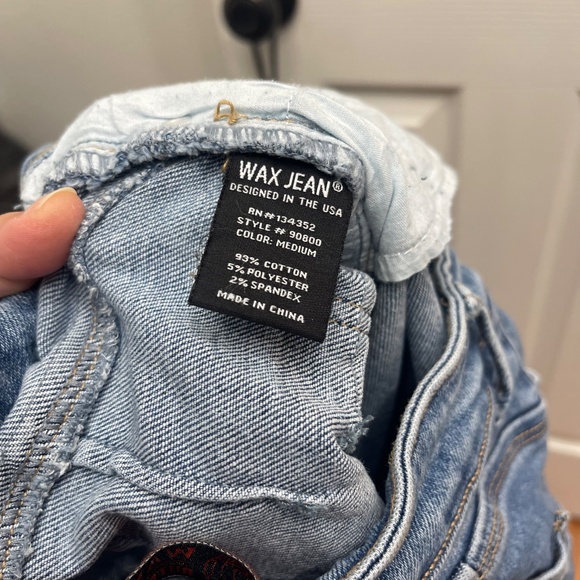 WAX JEAN®
DESIGNED IN THE USA
RN # 134352
STYLE # 90800
COLOR: MEDIUM
93% COTTON
5% POLYESTER
2% SPANDEX
MADE IN CHINA